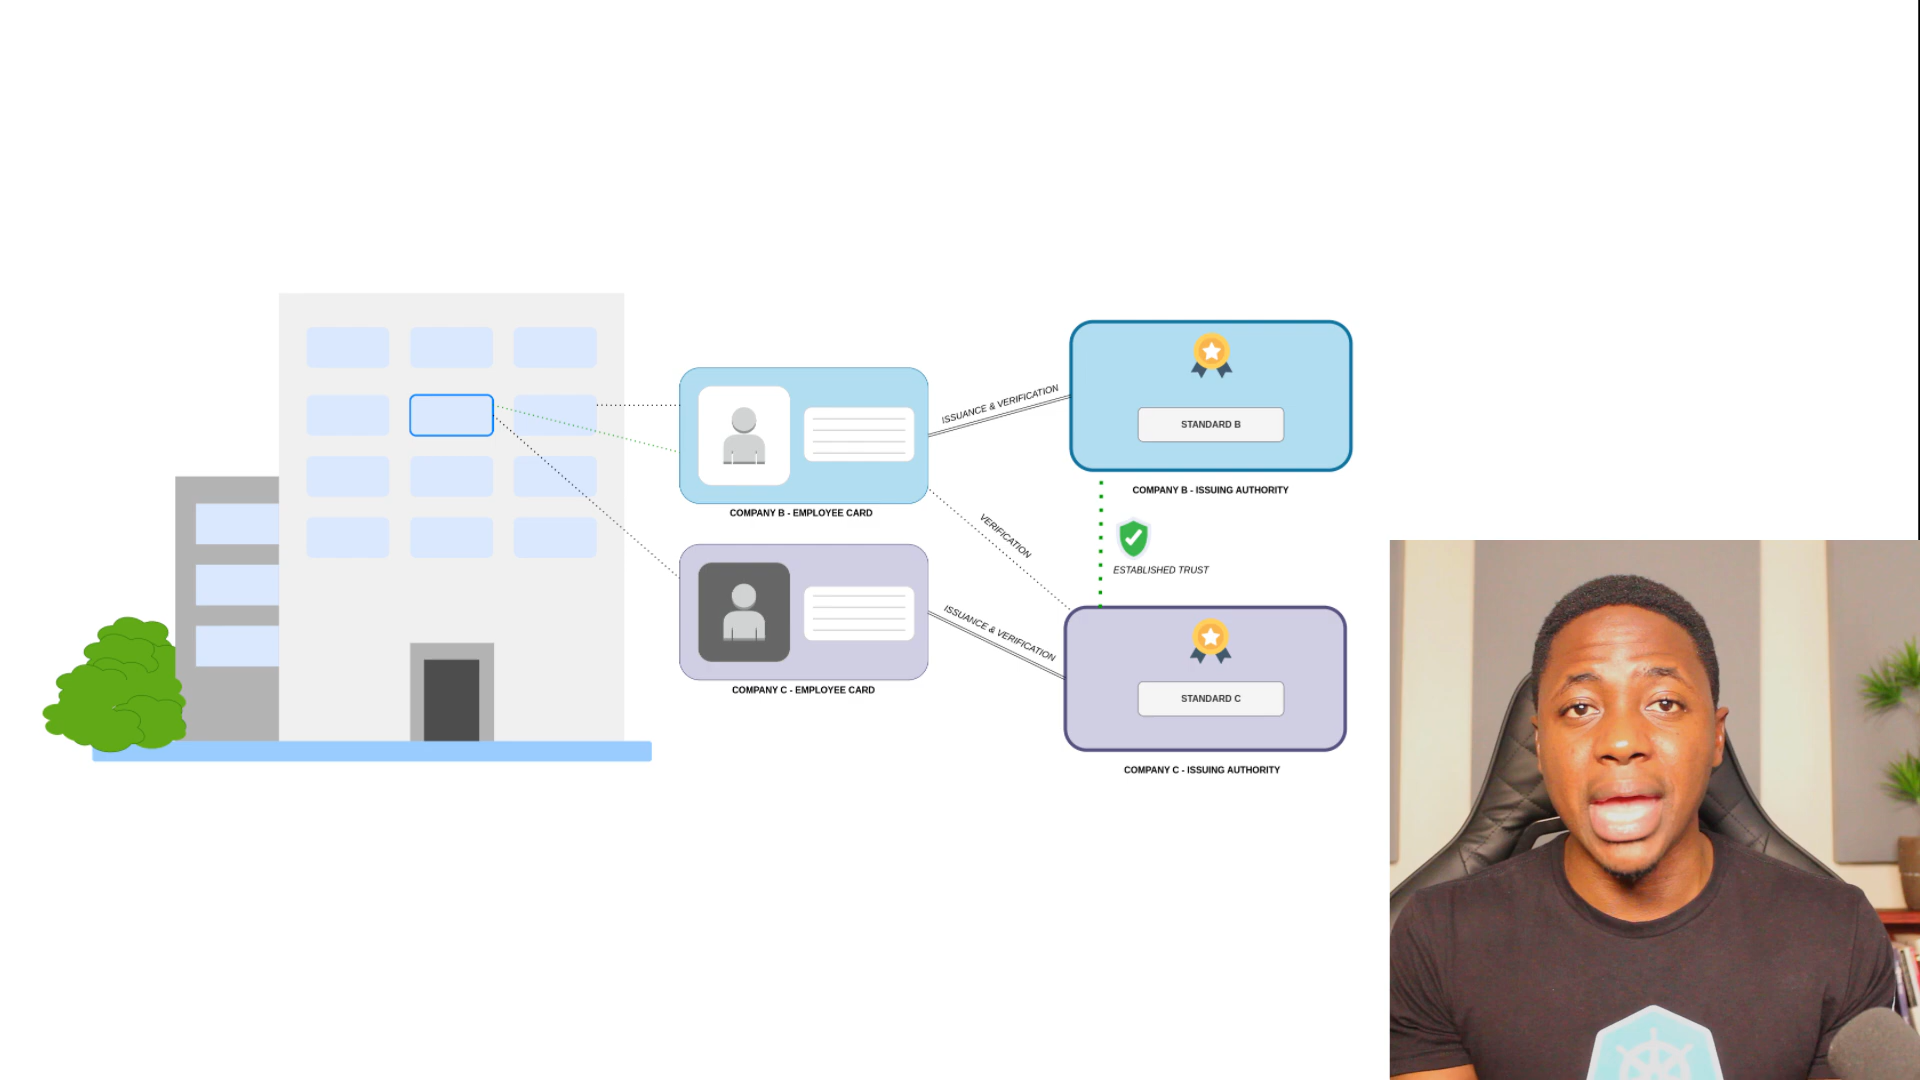 ISSUANCE & VERIFICATION
STANDARD B
COMPANY B - ISSUING AUTHORITY
COMPANY B - EMPLOYEE CARD
VERIFICATION
ESTABLISHED TRUST
ISSUANCE & VERIFICATION
COMPANY C - EMPLOYEE CARD
STANDARD C
COMPANY C - ISSUING AUTHORITY